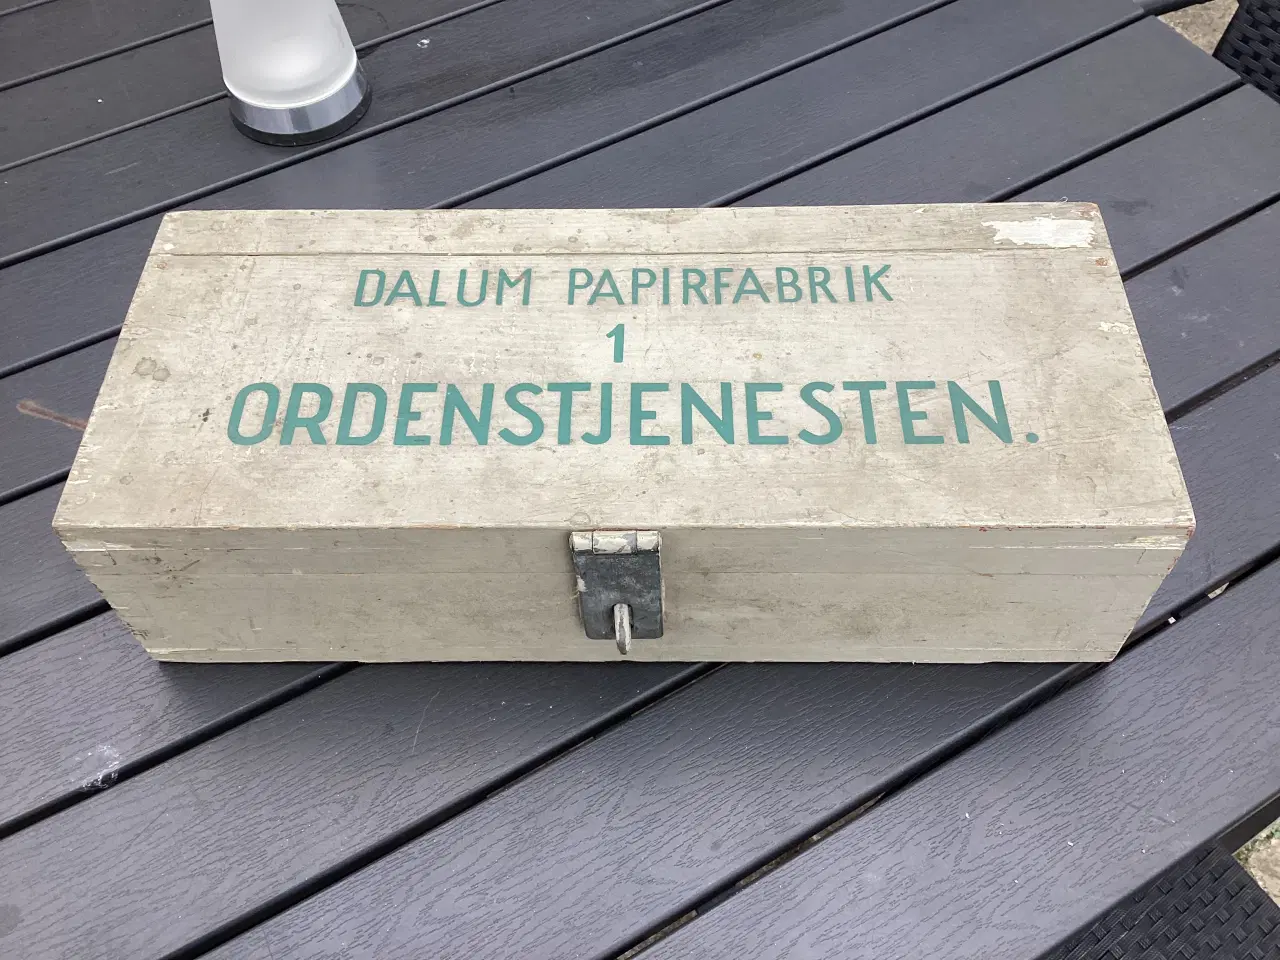 DALUM PAPIRFABRIK
1
ORDENSTJENESTEN.